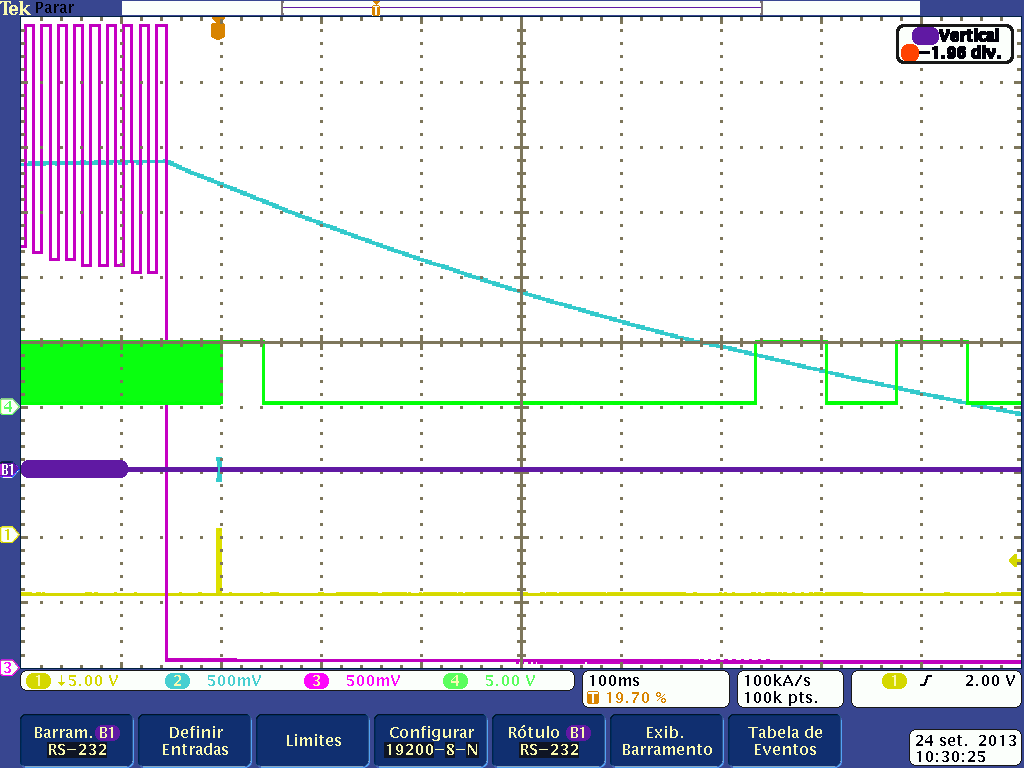 Tek Parar
T
Vertical
-1.96 div.
4
B1
1
3
1 ↓5.00 V 2 500mV 3 500mV 4 5.00 V
100ms
T 19.70 %
100kA/s
100k pts.
1 2.00 V
Barram. B1
RS-232
Definir
Entradas
Limites
Configurar
19200-8-N
Rótulo B1
RS-232
Exib.
Barramento
Tabela de
Eventos
24 set. 2013
10:30:25